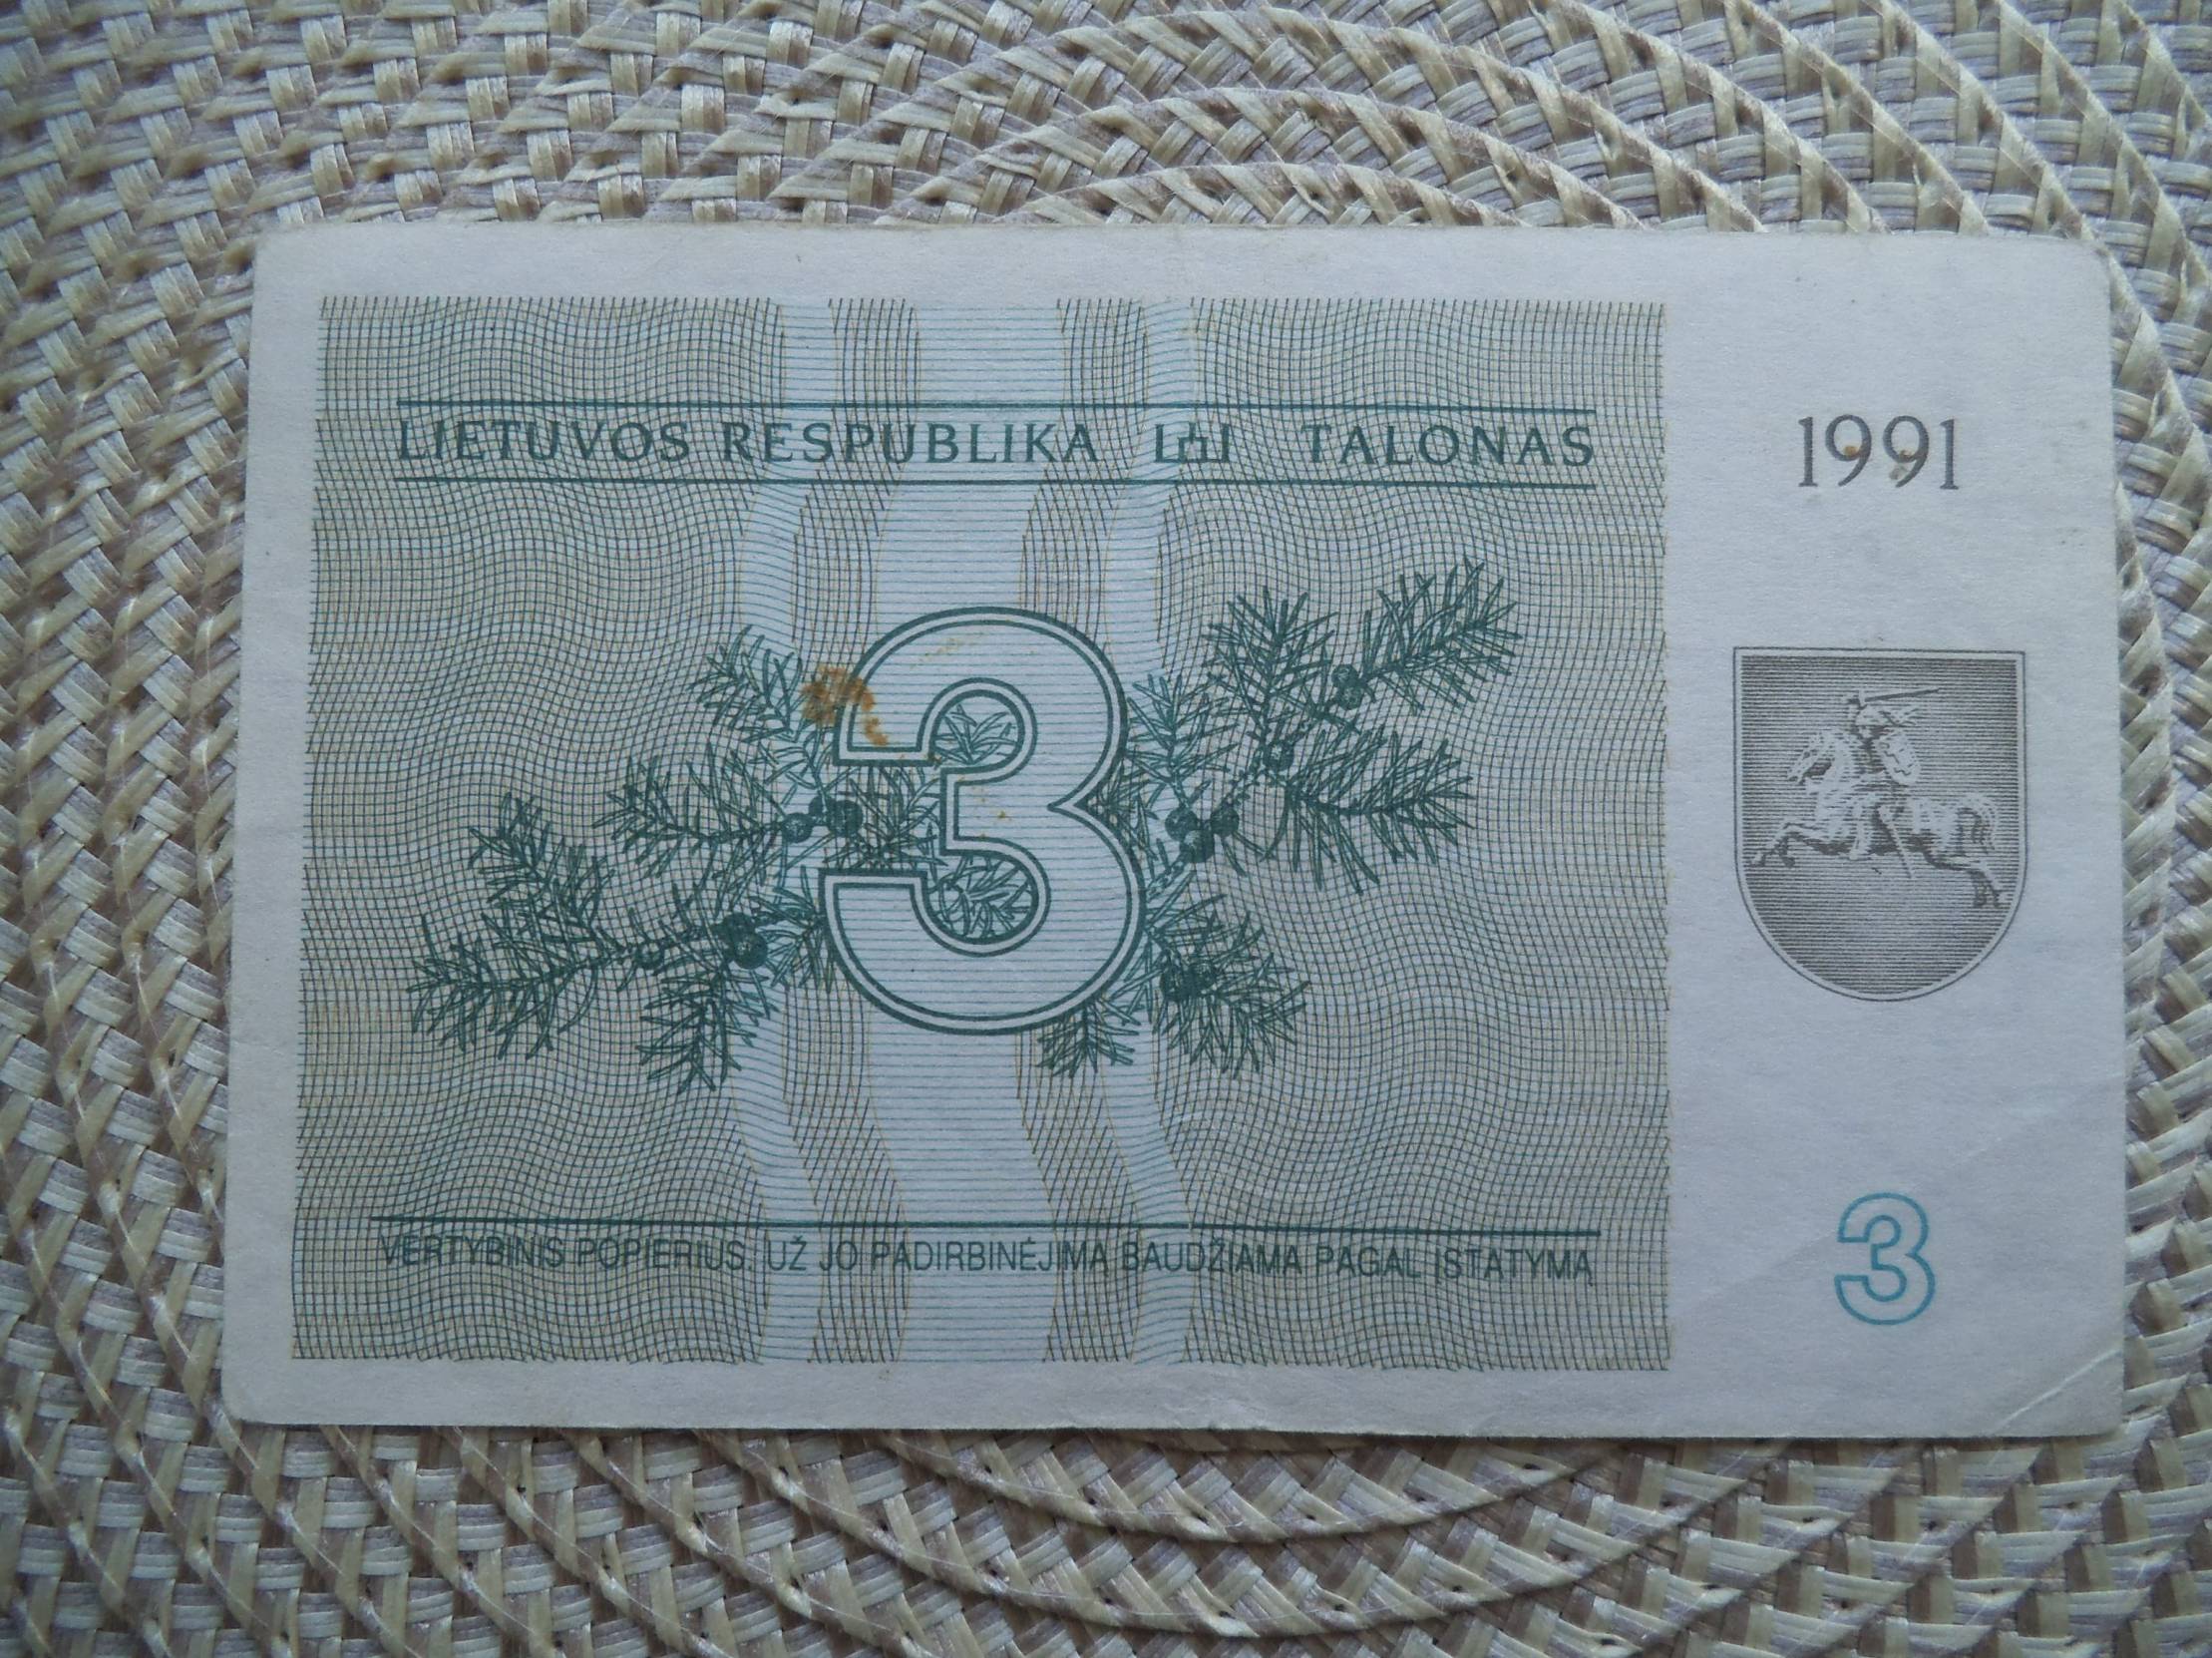 LIETUVOS RESPUBLIKA TALONAS
1991
3
3
VERTYBINIS POPIERIUS. UŽ JO PADIRBINĖJIMĄ BAUDŽIAMA PAGAL ĮSTATYMĄ